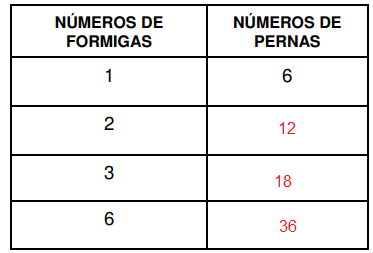 NÚMEROS DE FORMIGAS
NÚMEROS DE PERNAS
1 6
2 12
3 18
6 36